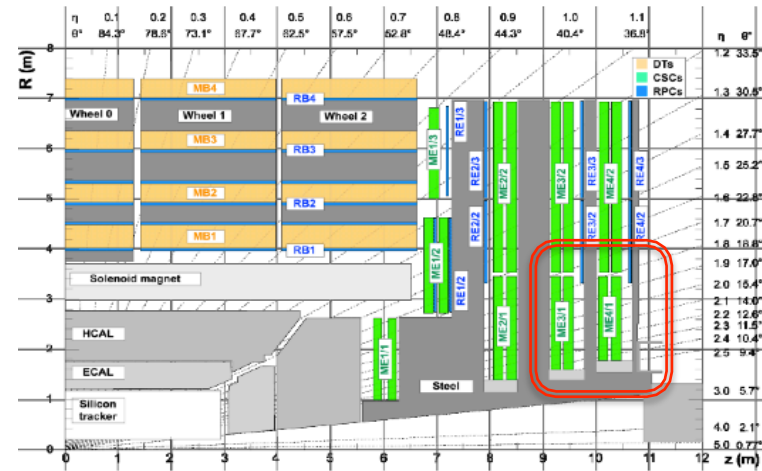 η 0.1 0.2 0.3 0.4 0.5 0.6 0.7 0.8 0.9 1.0 1.1
θ° 84.3° 78.6° 73.1° 67.7° 62.5° 57.5° 52.8° 48.4° 44.3° 40.4° 36.8°
η θ°
R (m)
8
7
6
5
4
3
2
1
0
DTs
CSCs
RPCs
1.2 33.5°
1.3 30.5°
1.4 27.7°
1.5 25.2°
1.6 22.8°
1.7 20.7°
1.8 18.8°
1.9 17.0°
2.0 15.4°
2.1 14.0°
2.2 12.6°
2.3 11.5°
2.4 10.4°
2.5 9.4°
3.0 5.7°
4.0 2.1°
5.0 0.77°
MB4
RB4
Wheel 0
Wheel 1
Wheel 2
MB3
RB3
MB2
RB2
MB1
RB1
Solenoid magnet
HCAL
ECAL
Silicon
tracker
Steel
ME1/3
RE1/3
RE2/3
ME2/2
ME3/2
RE3/3
ME4/2
RE4/3
ME1/2
RE1/2
RE2/2
RE3/2
RE4/2
ME1/1
ME2/1
ME3/1
ME4/1
0 1 2 3 4 5 6 7 8 9 10 11 12
z (m)